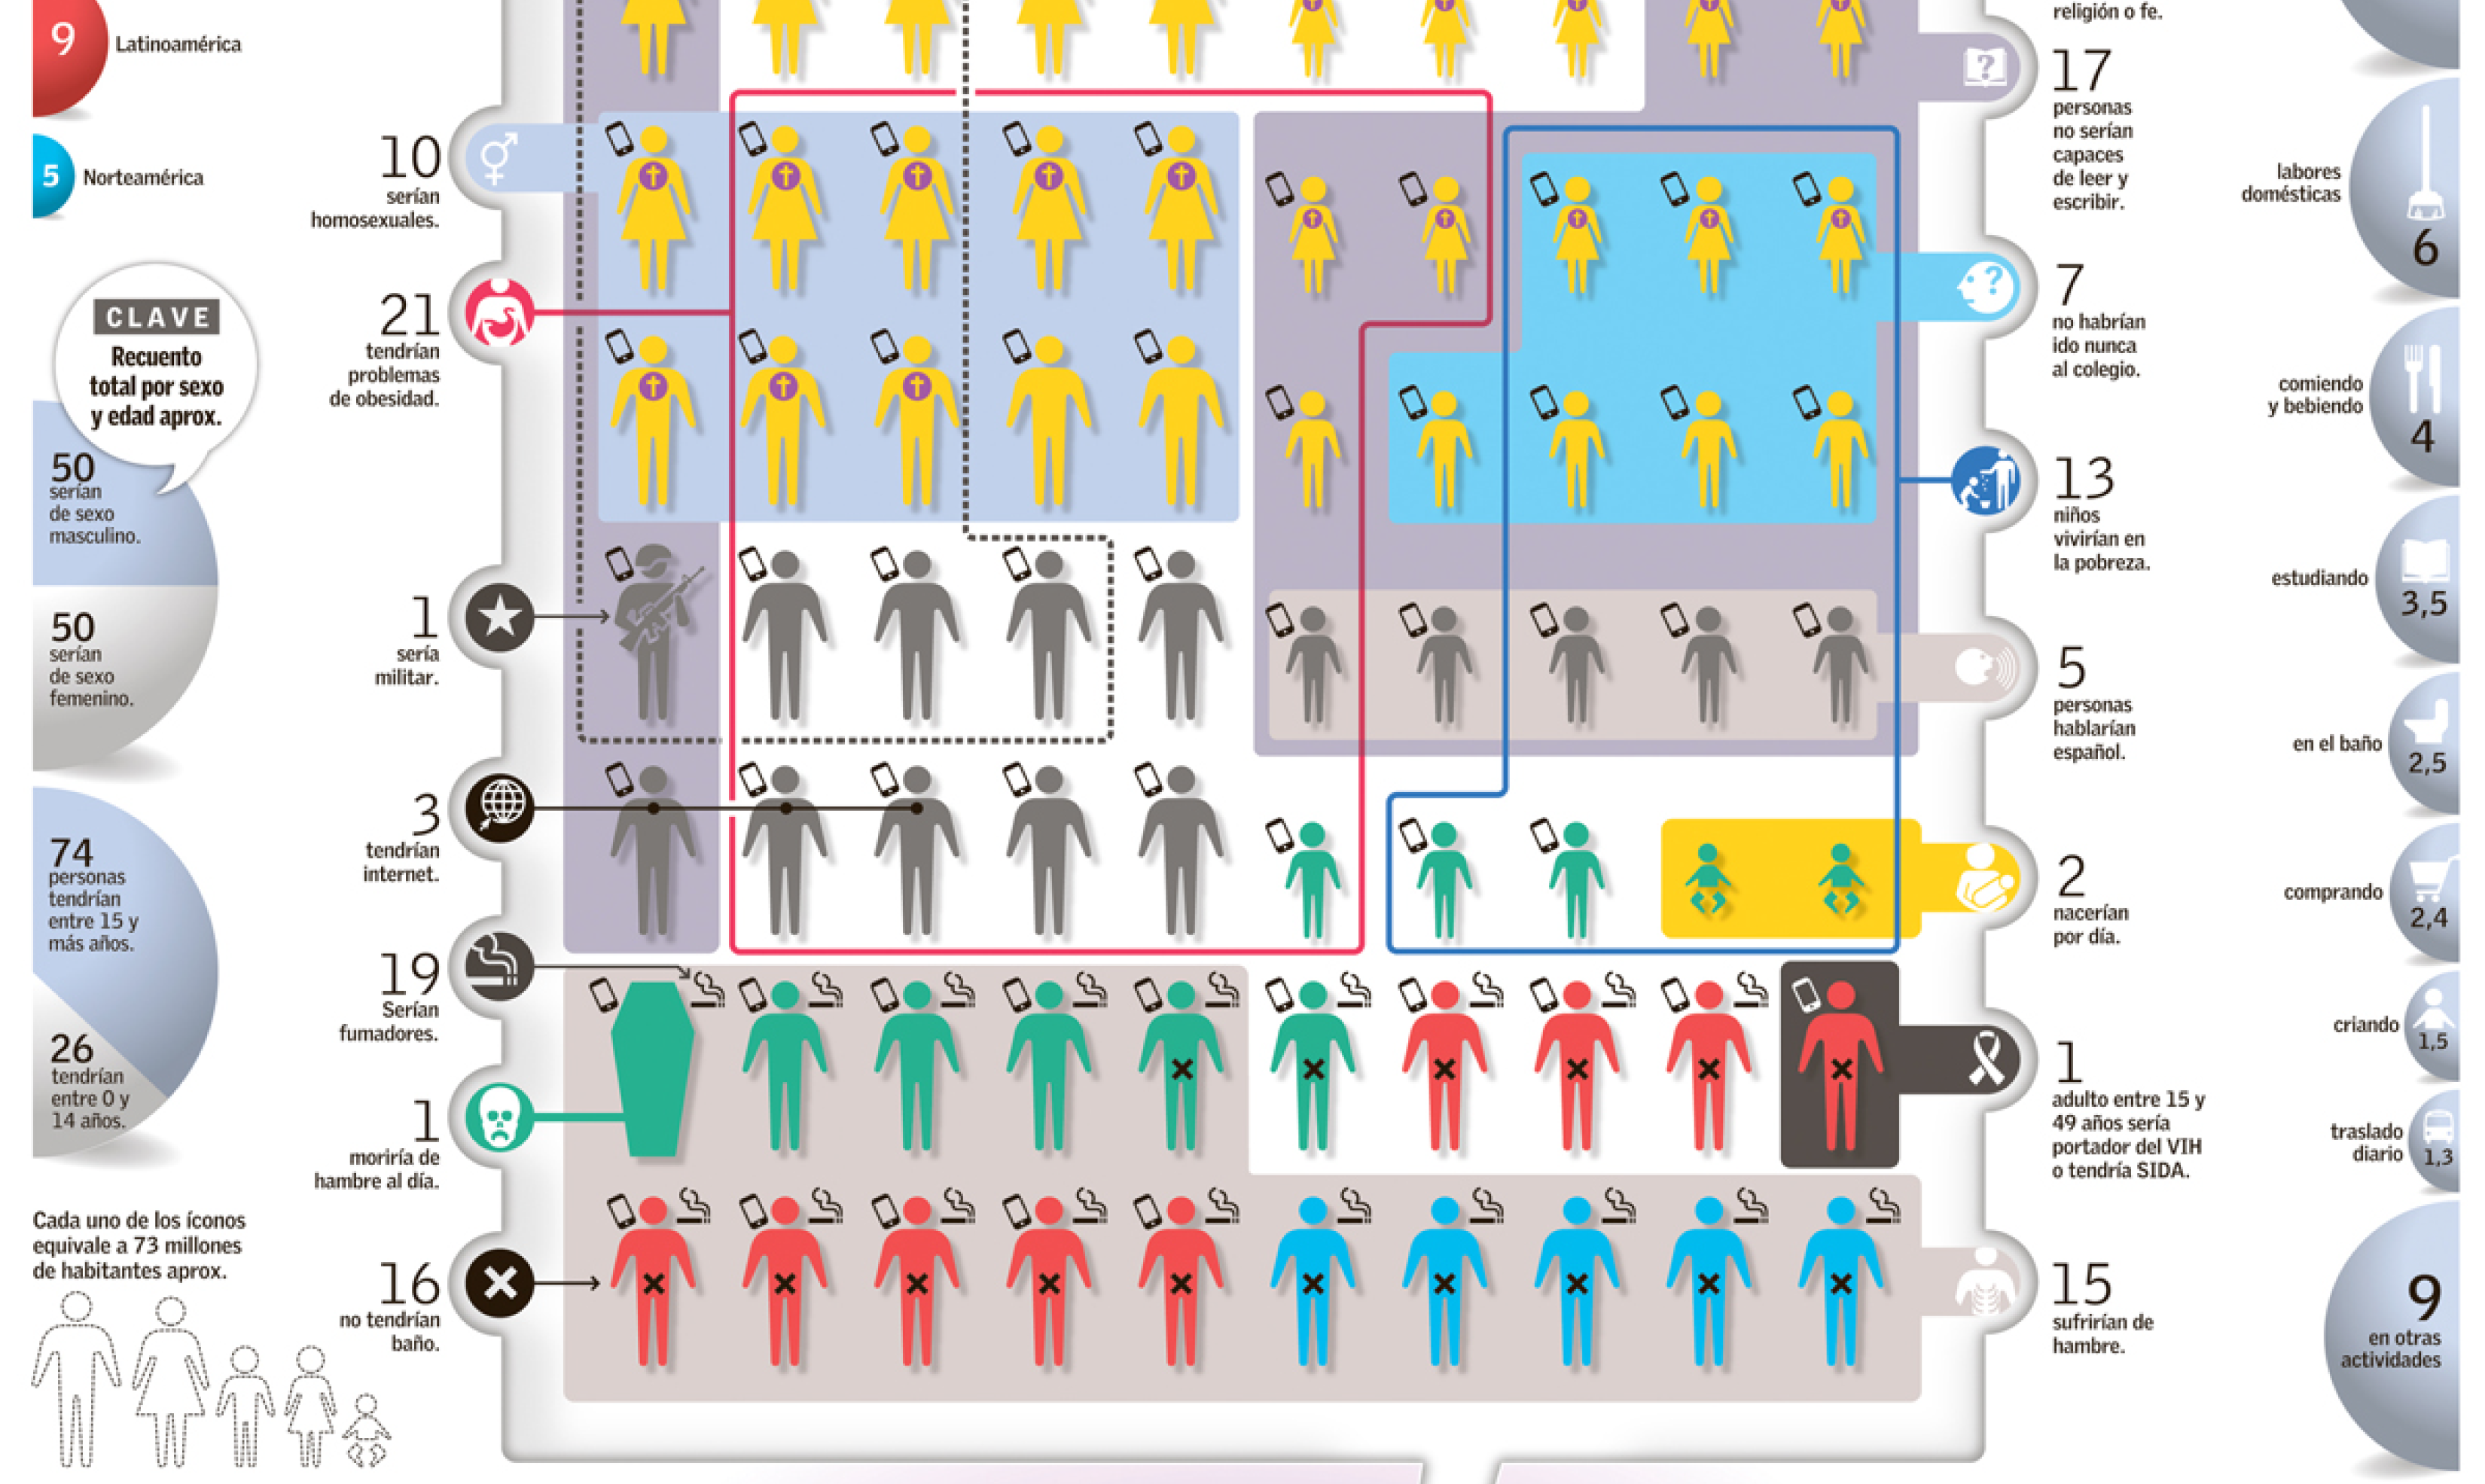 9
Latinoamérica
5
Norteamérica
CLAVE
Recuento
total por sexo
y edad aprox.
50
serían
de sexo
masculino.
50
serían
de sexo
femenino.
74
personas
tendrían
entre 15 y
más años.
26
tendrían
entre 0 y
14 años.
Cada uno de los íconos
equivale a 73 millones
de habitantes aprox.
10
serían
homosexuales.
21
tendrían
problemas
de obesidad.
1
sería
militar.
3
tendrían
internet.
19
Serían
fumadores.
1
moriría de
hambre al día.
16
no tendrían
baño.
religión o fe.
17
personas
no serían
capaces
de leer y
escribir.
7
no habrían
ido nunca
al colegio.
13
niños
vivirían en
la pobreza.
5
personas
hablarían
español.
2
nacerían
por día.
1
adulto entre 15 y
49 años sería
portador del VIH
o tendría SIDA.
15
sufrirían de
hambre.
labores
domésticas
6
comiendo
y bebiendo
4
estudiando
3,5
en el baño
2,5
comprando
2,4
criando
1,5
traslado
diario
1,3
9
en otras
actividades